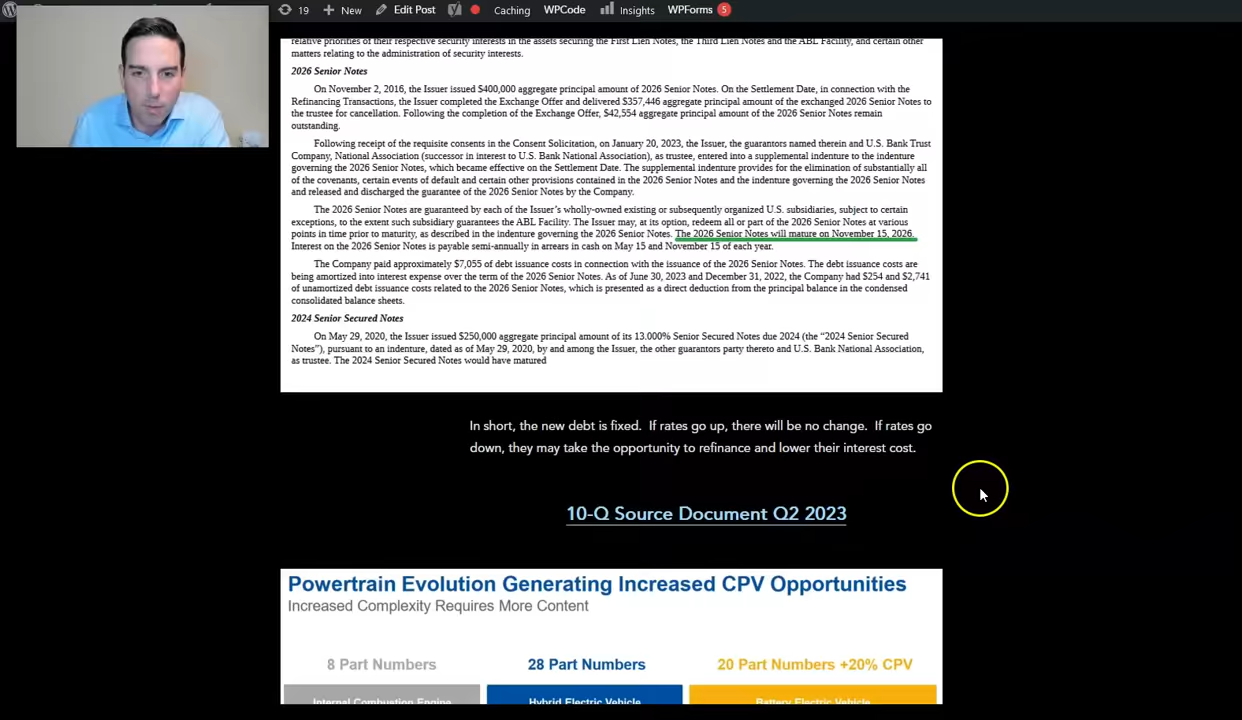 19
New
Edit Post
Caching
WPCode
Insights
WPForms
5
relative priorities of their respective security interests in the assets securing the First Lien Notes, the Third Lien Notes and the ABL Facility, and certain other
matters relating to the administration of security interests.
2026 Senior Notes
On November 2, 2016, the Issuer issued $400,000 aggregate principal amount of 2026 Senior Notes. On the Settlement Date, in connection with the
Refinancing Transactions, the Issuer completed the Exchange Offer and delivered $357,446 aggregate principal amount of the exchanged 2026 Senior Notes to
the trustee for cancellation. Following the completion of the Exchange Offer, $42,554 aggregate principal amount of the 2026 Senior Notes remain
outstanding.
Following receipt of the requisite consents in the Consent Solicitation, on January 20, 2023, the Issuer, the guarantors named therein and U.S. Bank Trust
Company, National Association (successor in interest to U.S. Bank National Association), as trustee, entered into a supplemental indenture to the indenture
governing the 2026 Senior Notes, which became effective on the Settlement Date. The supplemental indenture provides for the elimination of substantially all
of the covenants, certain events of default and certain other provisions contained in the 2026 Senior Notes and the indenture governing the 2026 Senior Notes
and released and discharged the guarantee of the 2026 Senior Notes by the Company.
The 2026 Senior Notes are guaranteed by each of the Issuer's wholly-owned existing or subsequently organized U.S. subsidiaries, subject to certain
exceptions, to the extent such subsidiary guarantees the ABL Facility. The Issuer may, at its option, redeem all or part of the 2026 Senior Notes at various
points in time prior to maturity, as described in the indenture governing the 2026 Senior Notes. The 2026 Senior Notes will mature on November 15, 2026.
Interest on the 2026 Senior Notes is payable semi-annually in arrears in cash on May 15 and November 15 of each year.
The Company paid approximately $7,055 of debt issuance costs in connection with the issuance of the 2026 Senior Notes. The debt issuance costs are
being amortized into interest expense over the term of the 2026 Senior Notes. As of June 30, 2023 and December 31, 2022, the Company had $254 and $2,741
of unamortized debt issuance costs related to the 2026 Senior Notes, which is presented as a direct deduction from the principal balance in the condensed
consolidated balance sheets.
2024 Senior Secured Notes
On May 29, 2020, the Issuer issued $250,000 aggregate principal amount of its 13.000% Senior Secured Notes due 2024 (the “2024 Senior Secured
Notes”), pursuant to an indenture, dated as of May 29, 2020, by and among the Issuer, the other guarantors party thereto and U.S. Bank National Association,
as trustee. The 2024 Senior Secured Notes would have matured
In short, the new debt is fixed. If rates go up, there will be no change. If rates go
down, they may take the opportunity to refinance and lower their interest cost.
10-Q Source Document Q2 2023
Powertrain Evolution Generating Increased CPV Opportunities
Increased Complexity Requires More Content
8 Part Numbers
28 Part Numbers
20 Part Numbers +20% CPV
Internal Combustion Engine
Hybrid Electric Vehicle
Battery Electric Vehicle